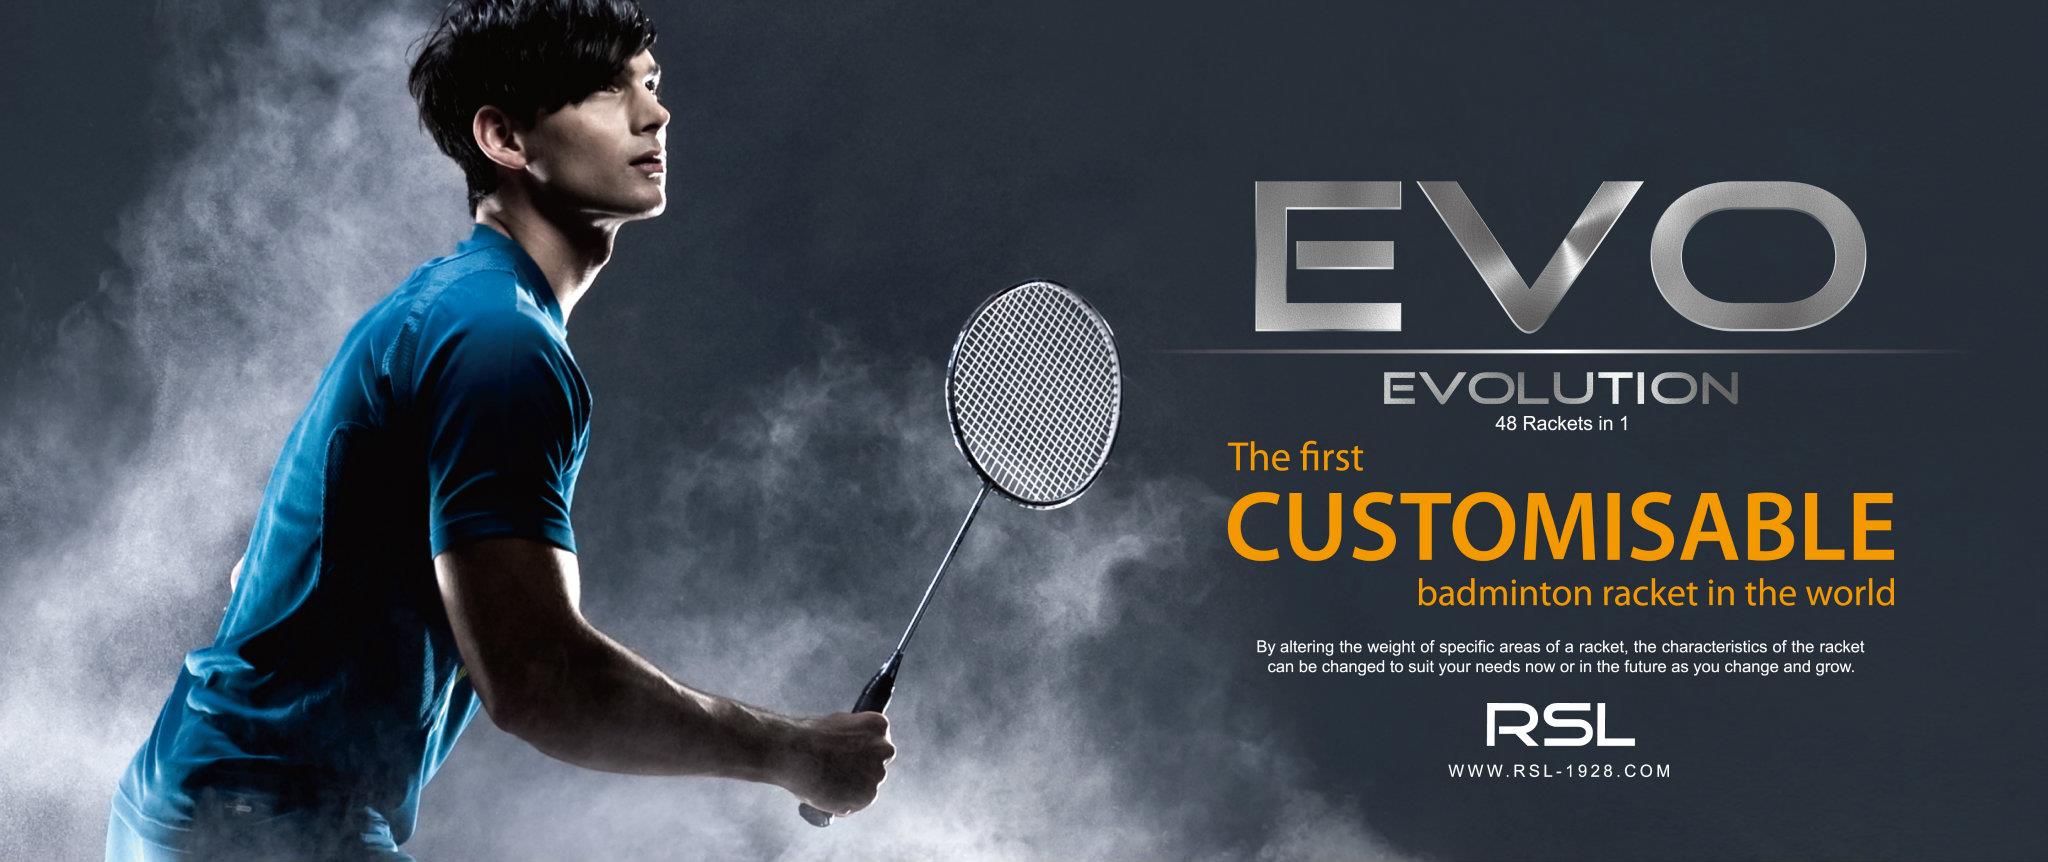 EVO
EVOLUTION
48 Rackets in 1
The first
CUSTOMISABLE
badminton racket in the world
By altering the weight of specific areas of a racket, the characteristics of the racket
can be changed to suit your needs now or in the future as you change and grow.
RSL
WWW.RSL-1928.COM